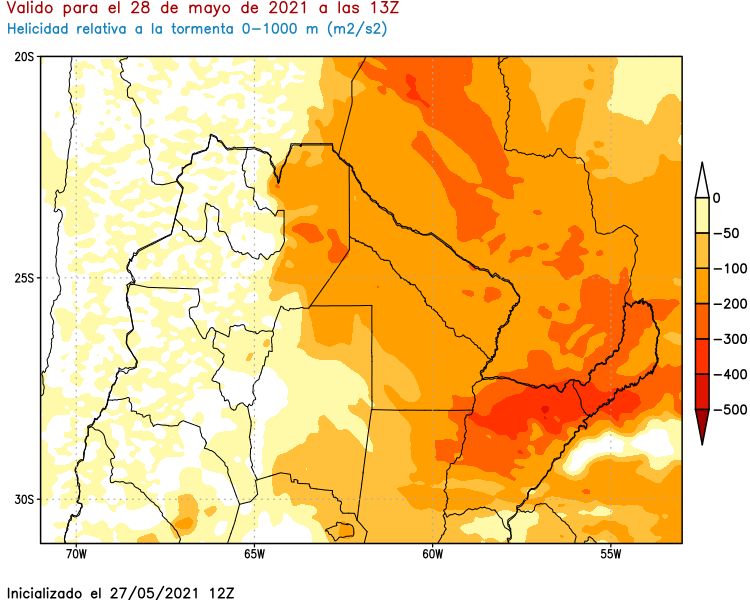 Valido para el 28 de mayo de 2021 a las 13Z
Helicidad relativa a la tormenta 0-1000 m (m2/s2)
20S
25S
30S
70W
65W
60W
55W
0
-50
-100
-200
-300
-400
-500
Inicializado el 27/05/2021 12Z